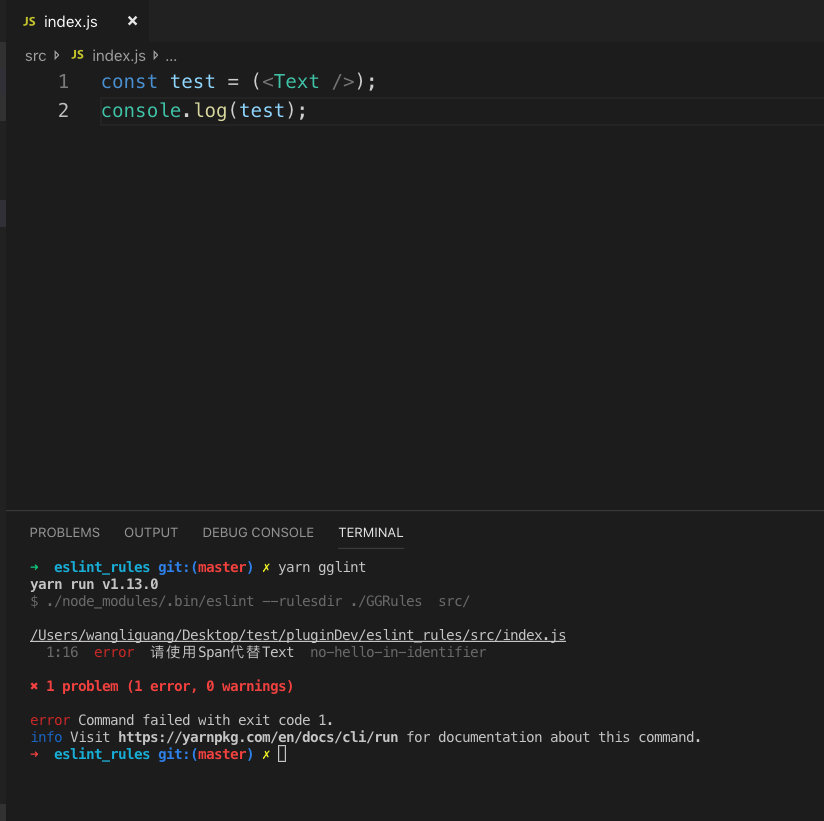 JS index.js ×
src JS index.js ...
1 const test = (<Text />);
2 console.log(test);
PROBLEMS OUTPUT DEBUG CONSOLE TERMINAL
➜ eslint_rules git:(master) ✗ yarn gglint
yarn run v1.13.0
$ ./node_modules/.bin/eslint --rulesdir ./GGRules src/
/Users/wangliguang/Desktop/test/pluginDev/eslint_rules/src/index.js
1:16 error 请使用Span代替Text no-hello-in-identifier
✖ 1 problem (1 error, 0 warnings)
error Command failed with exit code 1.
info Visit https://yarnpkg.com/en/docs/cli/run for documentation about this command.
➜ eslint_rules git:(master) ✗